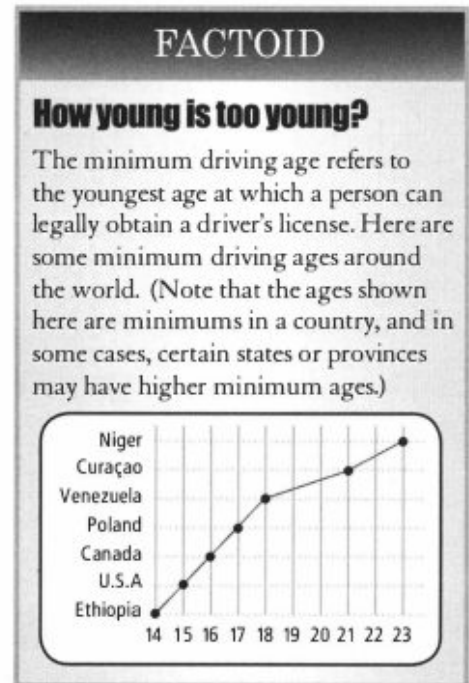 FACTOID
How young is too young?
The minimum driving age refers to
the youngest age at which a person can
legally obtain a driver's license. Here are
some minimum driving ages around
the world. (Note that the ages shown
here are minimums in a country, and in
some cases, certain states or provinces
may have higher minimum ages.)
Niger
Curaçao
Venezuela
Poland
Canada
U.S.A
Ethiopia
14 15 16 17 18 19 20 21 22 23